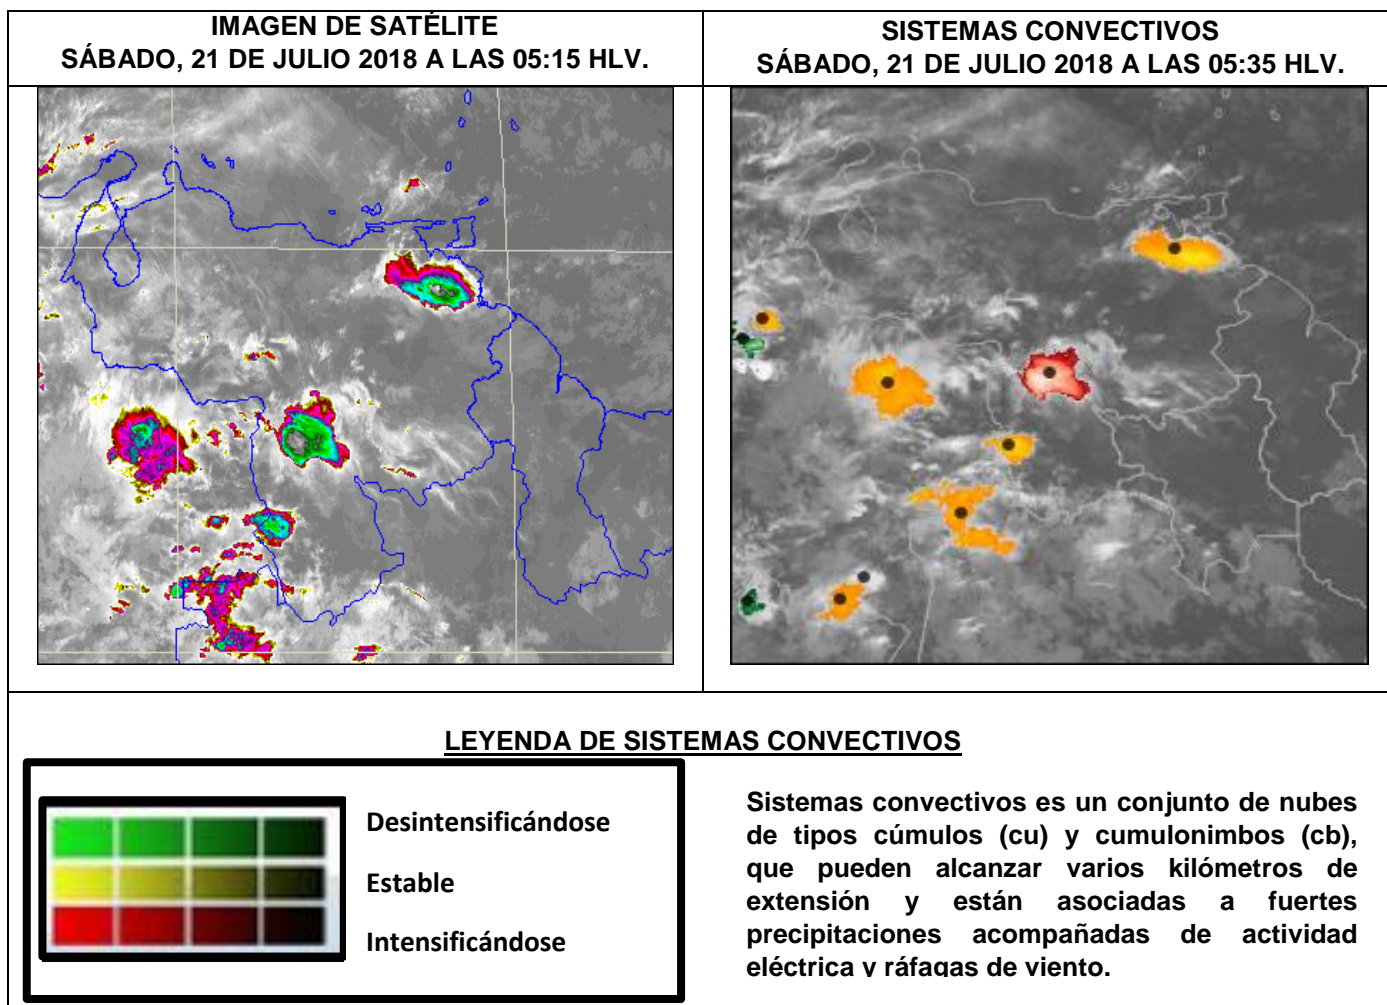 IMAGEN DE SATÉLITE
SÁBADO, 21 DE JULIO 2018 A LAS 05:15 HLV.
SISTEMAS CONVECTIVOS
SÁBADO, 21 DE JULIO 2018 A LAS 05:35 HLV.
LEYENDA DE SISTEMAS CONVECTIVOS
Desintensificándose
Estable
Intensificándose
Sistemas convectivos es un conjunto de nubes
de tipos cúmulos (cu) y cumulonimbos (cb),
que pueden alcanzar varios kilómetros de
extensión y están asociadas a fuertes
precipitaciones acompañadas de actividad
eléctrica y ráfagas de viento.